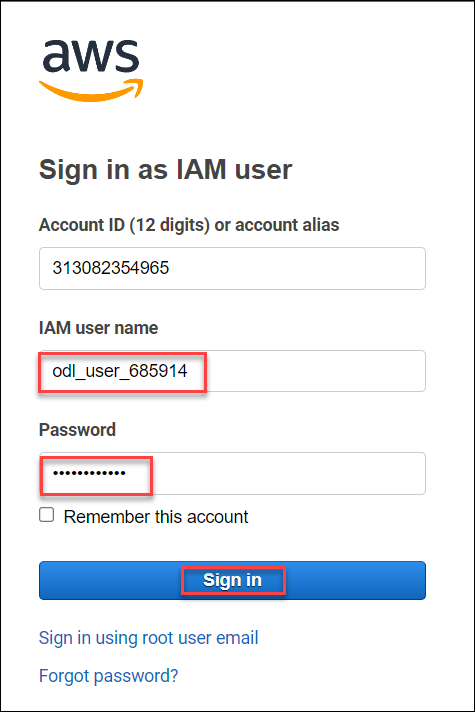 aws
Sign in as IAM user
Account ID (12 digits) or account alias
313082354965
IAM user name
odl_user_685914
Password
••••••••••••
Remember this account
Sign in
Sign in using root user email
Forgot password?